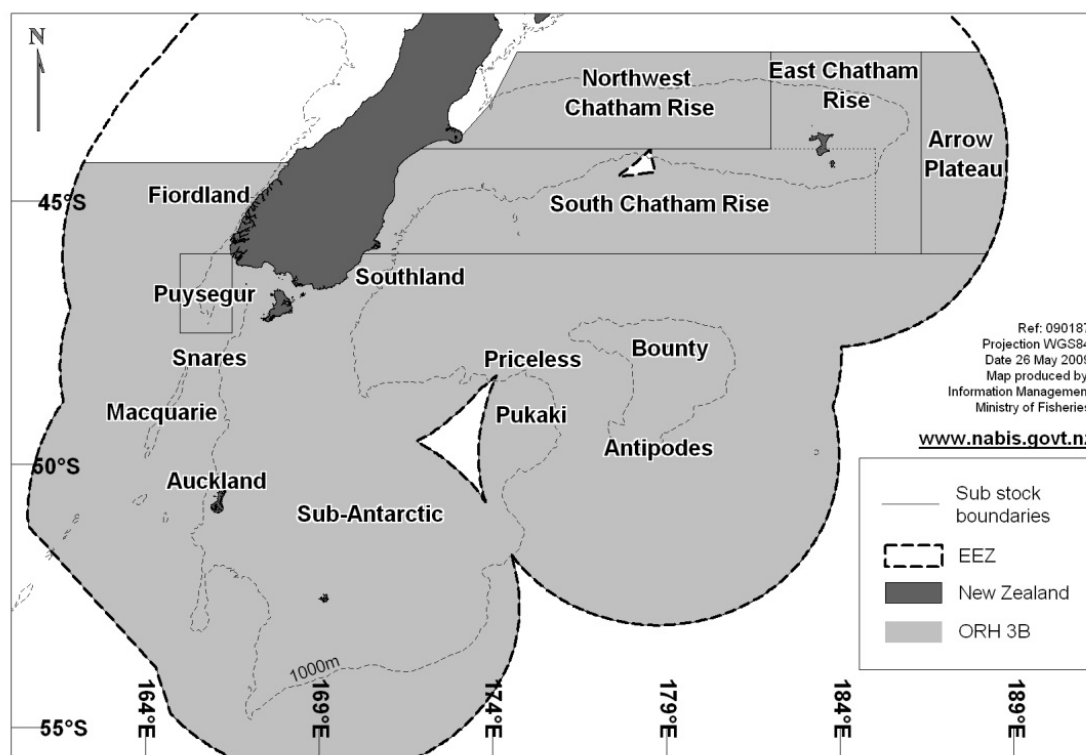 N
Northwest
Chatham Rise
East Chatham
Rise
Arrow
Plateau
45°S
Fiordland
South Chatham Rise
Southland
Puysegur
Snares
Priceless
Bounty
Macquarie
Pukaki
Antipodes
50°S
Auckland
Sub-Antarctic
1000m
55°S
164°E
169°E
174°E
179°E
184°E
189°E
Ref: 090187
Projection WGS84
Date 26 May 2009
Map produced by
Information Managemen
Ministry of Fisheries
www.nabis.govt.nz
Sub stock
boundaries
EEZ
New Zealand
ORH 3B